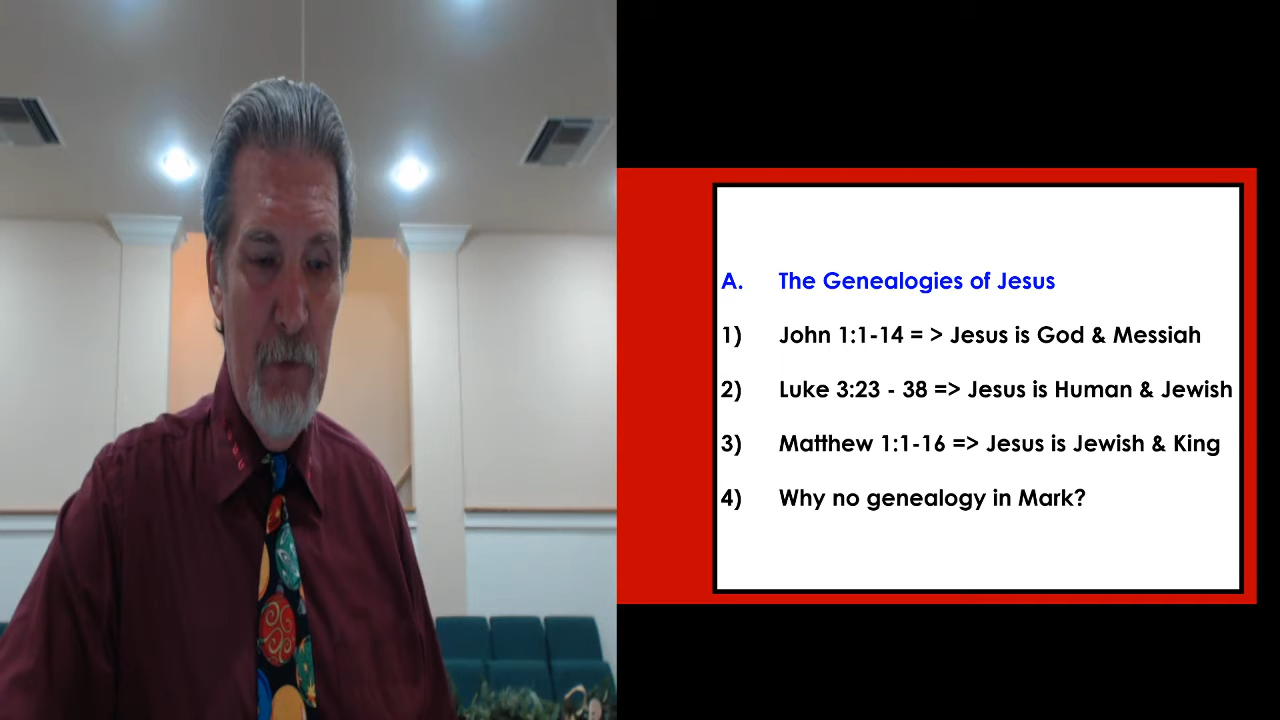 A. The Genealogies of Jesus
1) John 1:1-14 = > Jesus is God & Messiah
2) Luke 3:23 - 38 => Jesus is Human & Jewish
3) Matthew 1:1-16 => Jesus is Jewish & King
4) Why no genealogy in Mark?